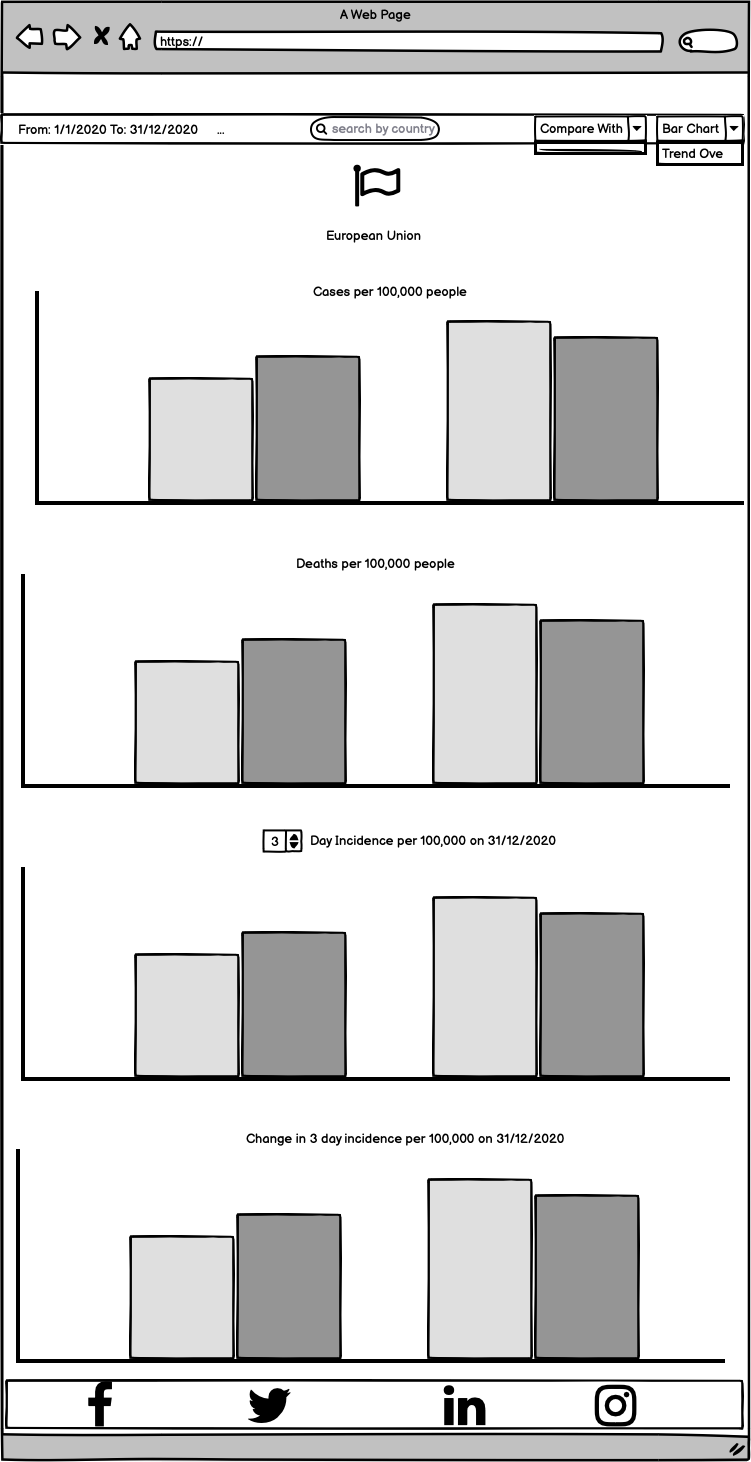 A Web Page
https://
From: 1/1/2020 To: 31/12/2020 ...
search by country
Compare With
Bar Chart
Trend Ove
European Union
Cases per 100,000 people
Deaths per 100,000 people
3 Day Incidence per 100,000 on 31/12/2020
Change in 3 day incidence per 100,000 on 31/12/2020